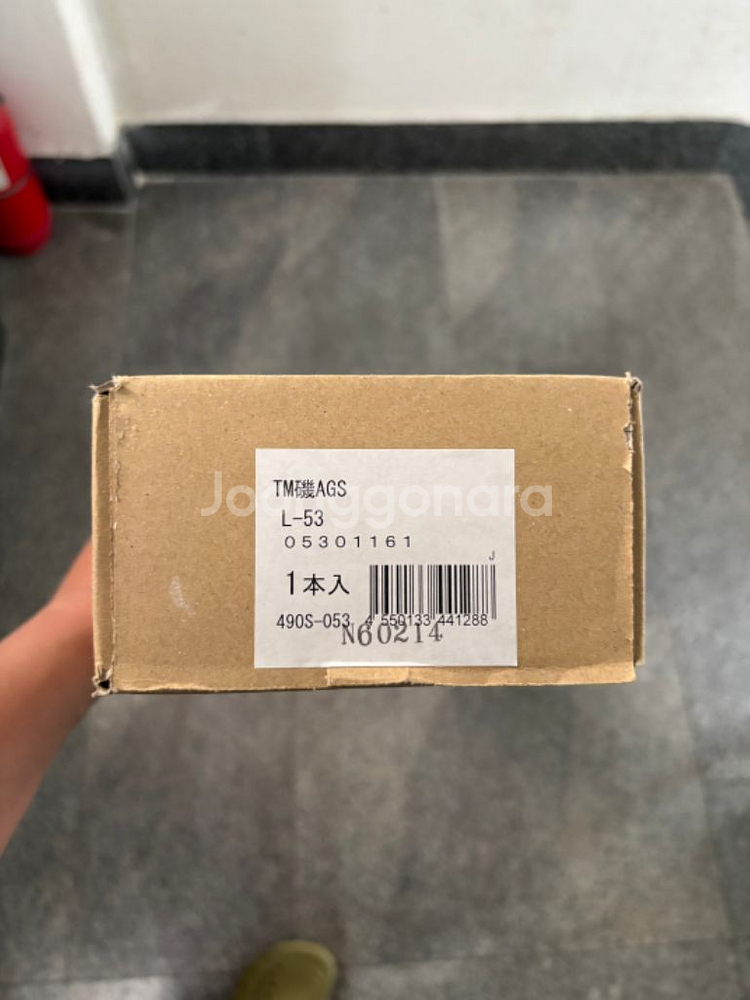 TM磯AGS
Joonggonara
L-53
05301161
J
1本入
490S-053
4 550133 441288
N60214